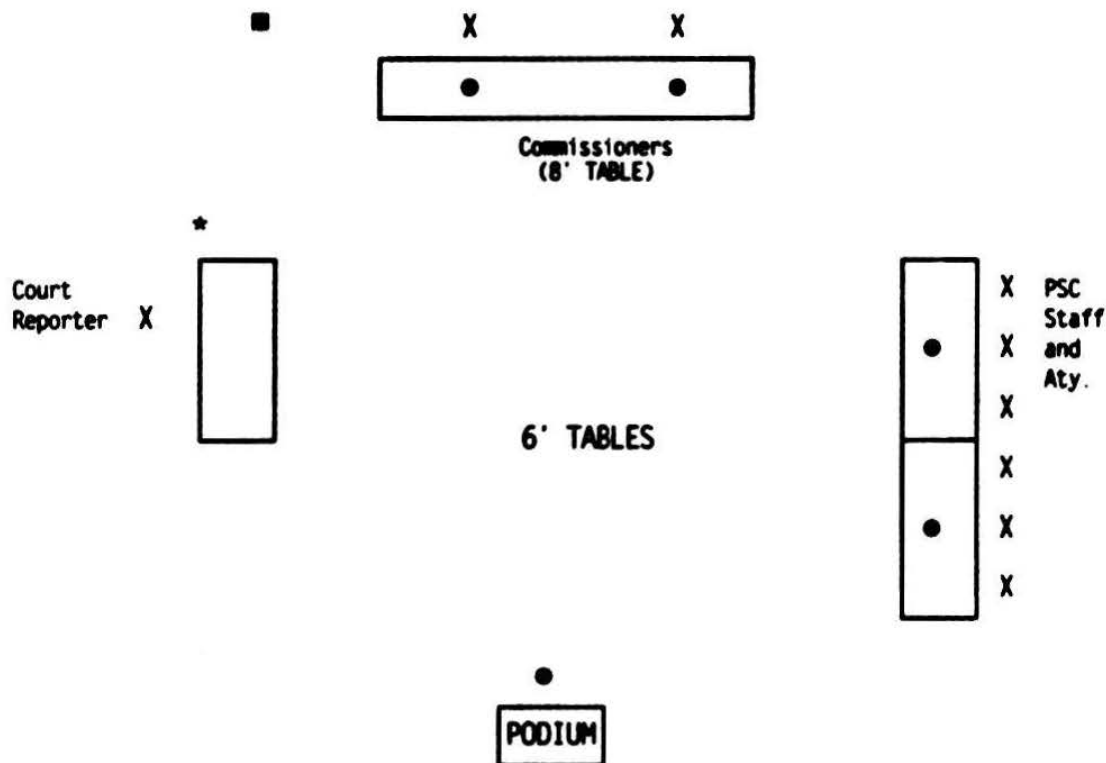 X X
Commissioners
(8' TABLE)
*
Court
Reporter X
X PSC
Staff
X and
Aty.
X
6' TABLES
X
X
X
PODIUM